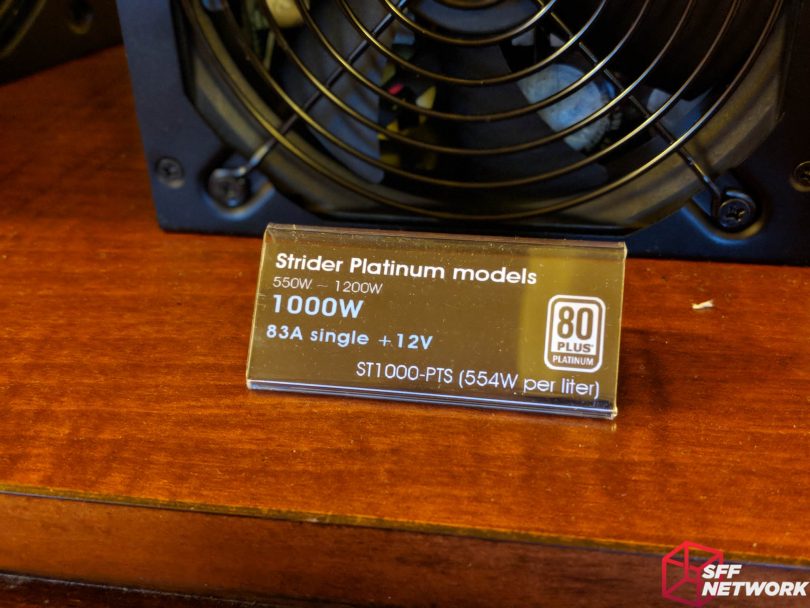 Strider Platinum models
550W ~ 1200W
1000W
83A single +12V
80
PLUS
PLATINUM
ST1000-PTS (554W per liter)
SFF
NETWORK